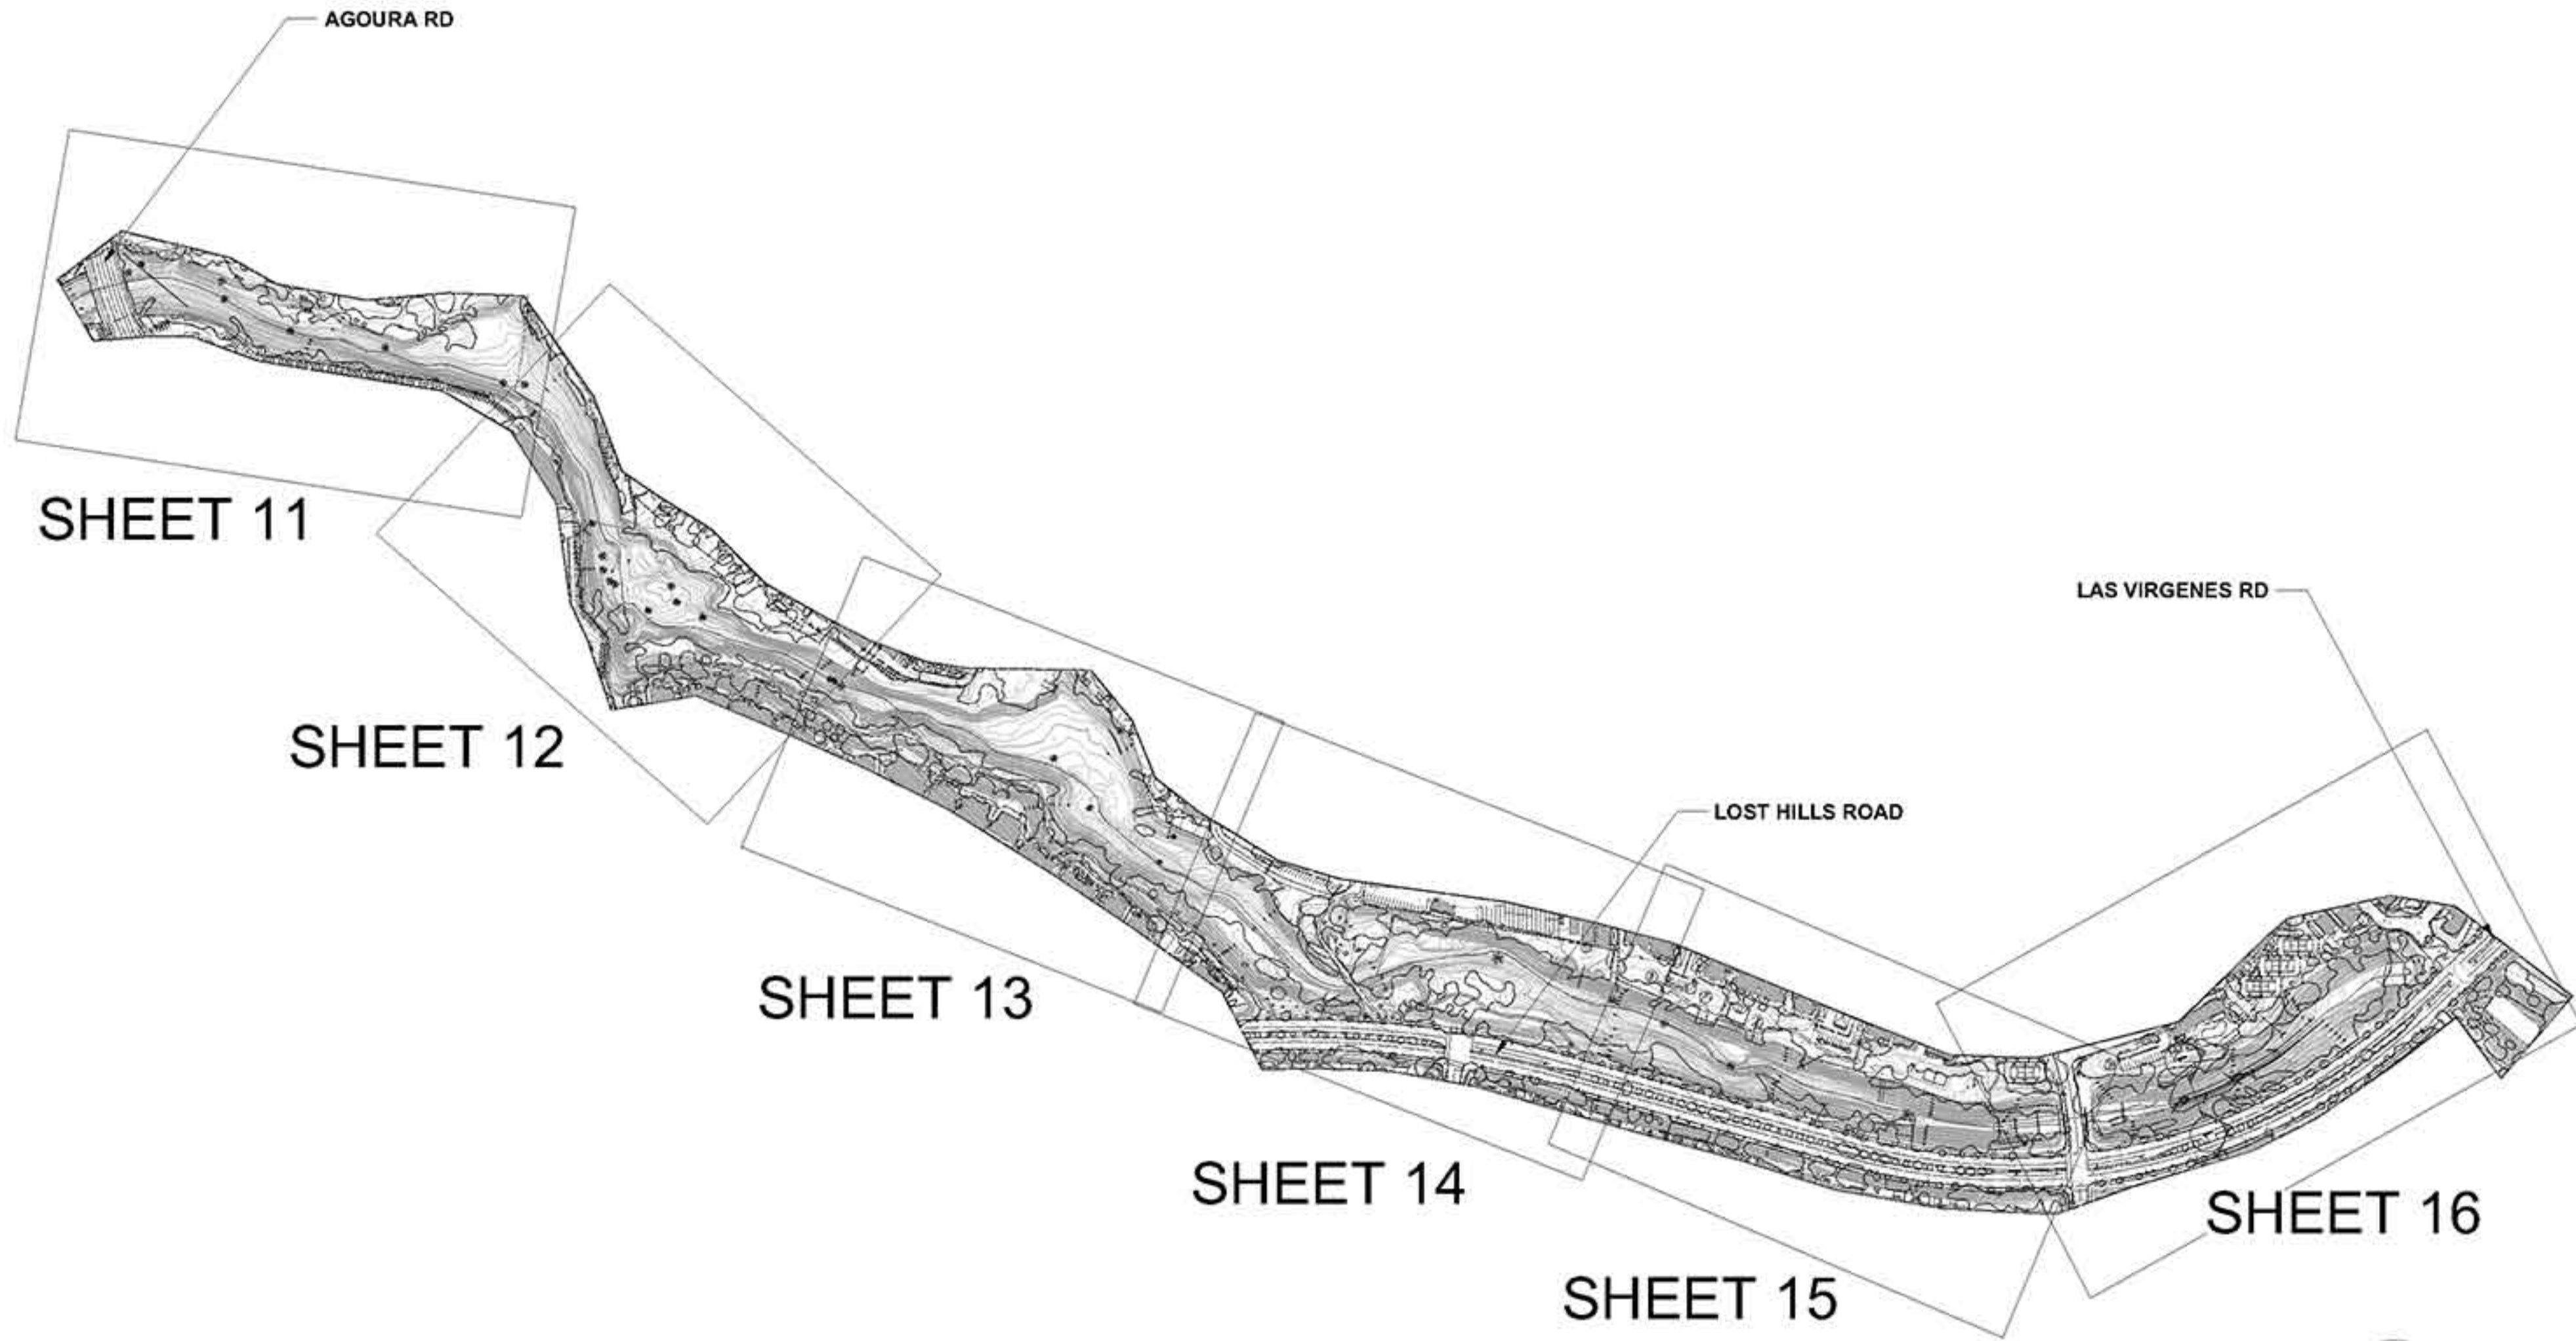 AGOURA RD
SHEET 11
SHEET 12
LAS VIRGENES RD
LOST HILLS ROAD
SHEET 13
SHEET 14
SHEET 16
SHEET 15